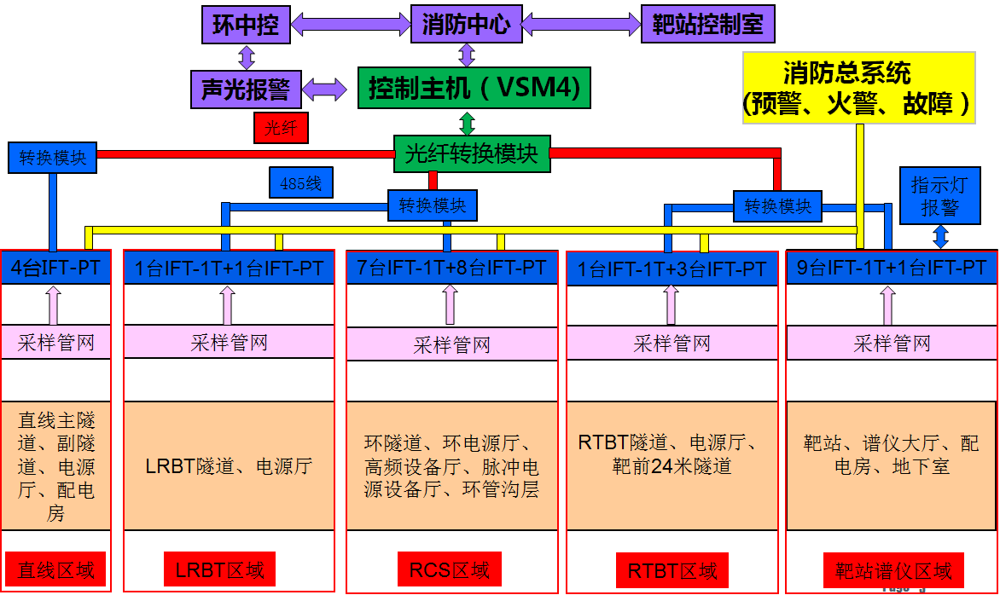 环中控
消防中心
靶站控制室
声光报警
控制主机（VSM4)
消防总系统
(预警、火警、故障）
光纤
转换模块
光纤转换模块
485线
转换模块
转换模块
指示灯
报警
4台IFT-PT
1台IFT-1T+1台IFT-PT
7台IFT-1T+8台IFT-PT
1台IFT-1T+3台IFT-PT
9台IFT-1T+1台IFT-PT
采样管网
采样管网
采样管网
采样管网
采样管网
直线主隧
道、副隧
道、电源
厅、配电
房
LRBT隧道、电源厅
环隧道、环电源厅、
高频设备厅、脉冲电
源设备厅、环管沟层
RTBT隧道、电源厅、
靶前24米隧道
靶站、谱仪大厅、配
电房、地下室
直线区域
LRBT区域
RCS区域
RTBT区域
靶站谱仪区域